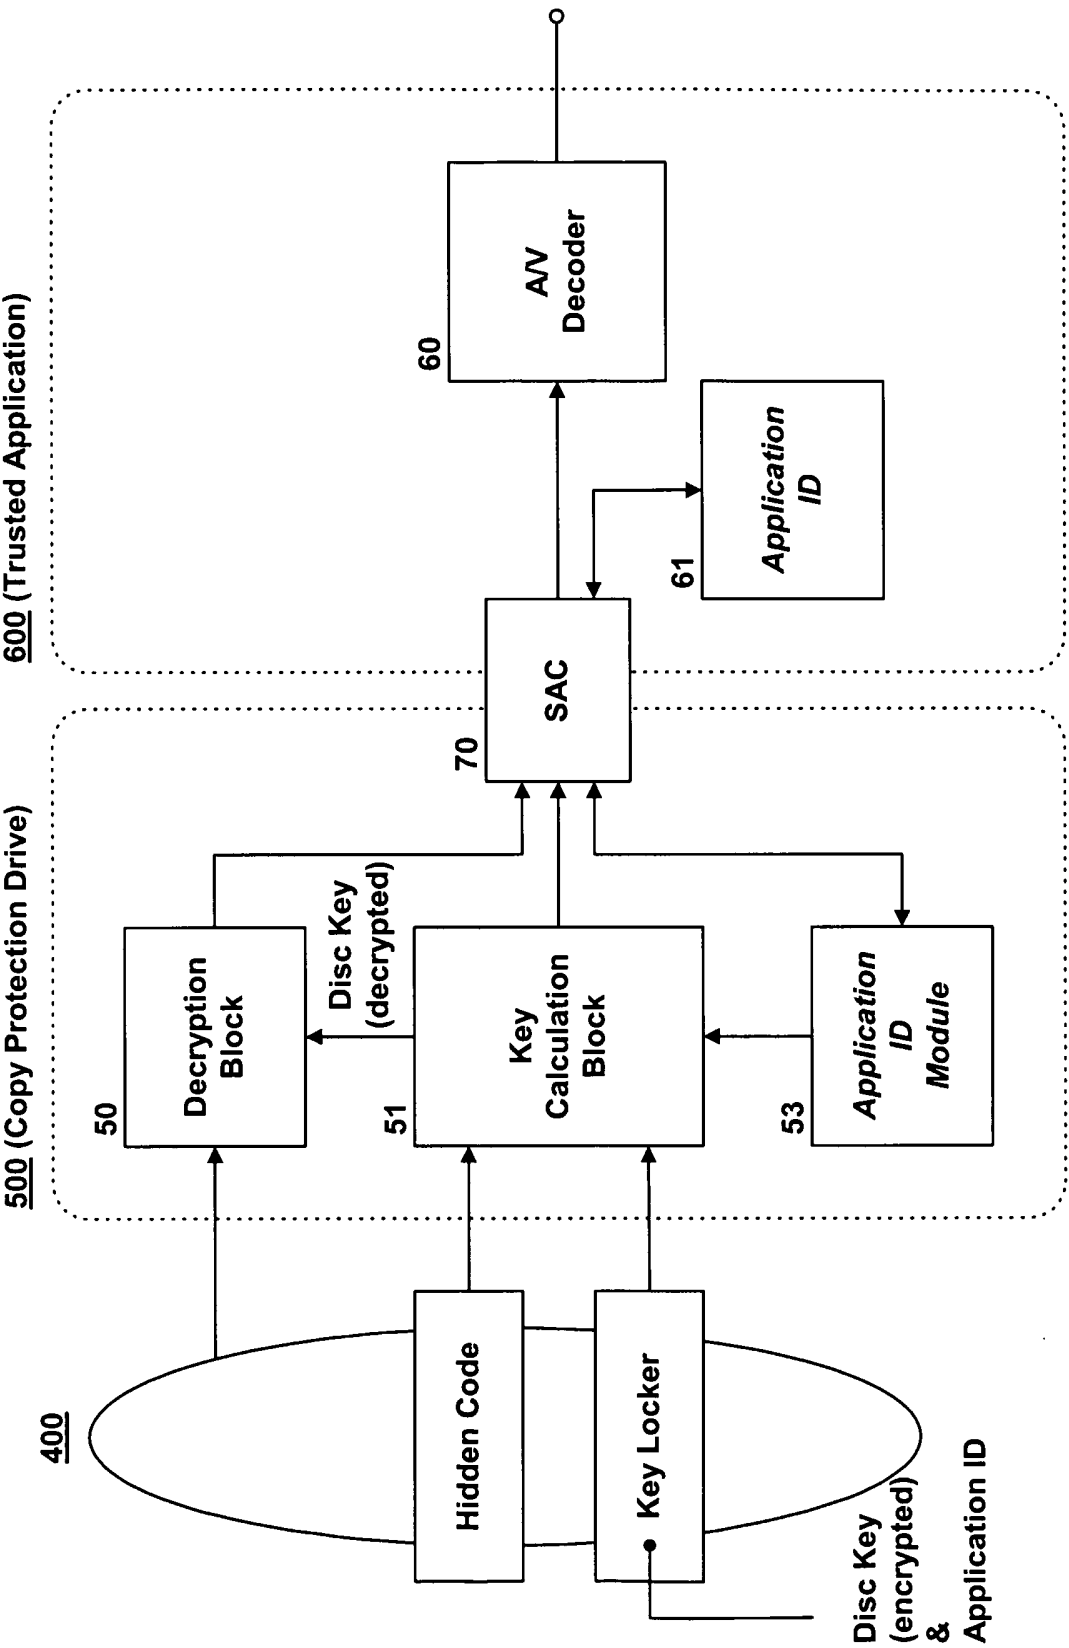 400
Hidden Code
Key Locker
Disc Key
(encrypted)
&
Application ID
500 (Copy Protection Drive)
50
Decryption
Block
Disc Key
(decrypted)
51
Key
Calculation
Block
53
Application
ID
Module
70
SAC
600 (Trusted Application)
60
A/V
Decoder
61
Application
ID